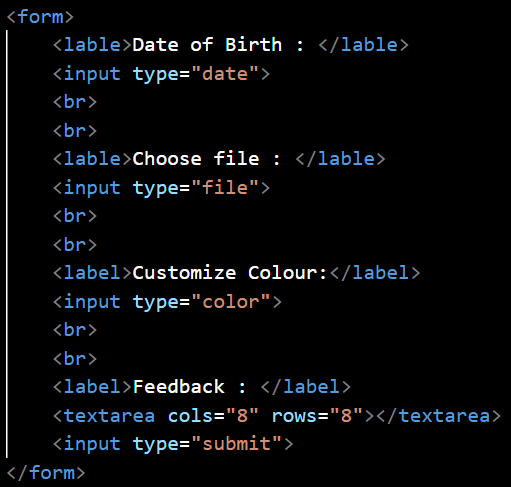 <form>
<lable>Date of Birth : </lable>
<input type="date">
<br>
<br>
<lable>Choose file : </lable>
<input type="file">
<br>
<br>
<label>Customize Colour:</label>
<input type="color">
<br>
<br>
<label>Feedback : </label>
<textarea cols="8" rows="8"></textarea>
<input type="submit">
</form>